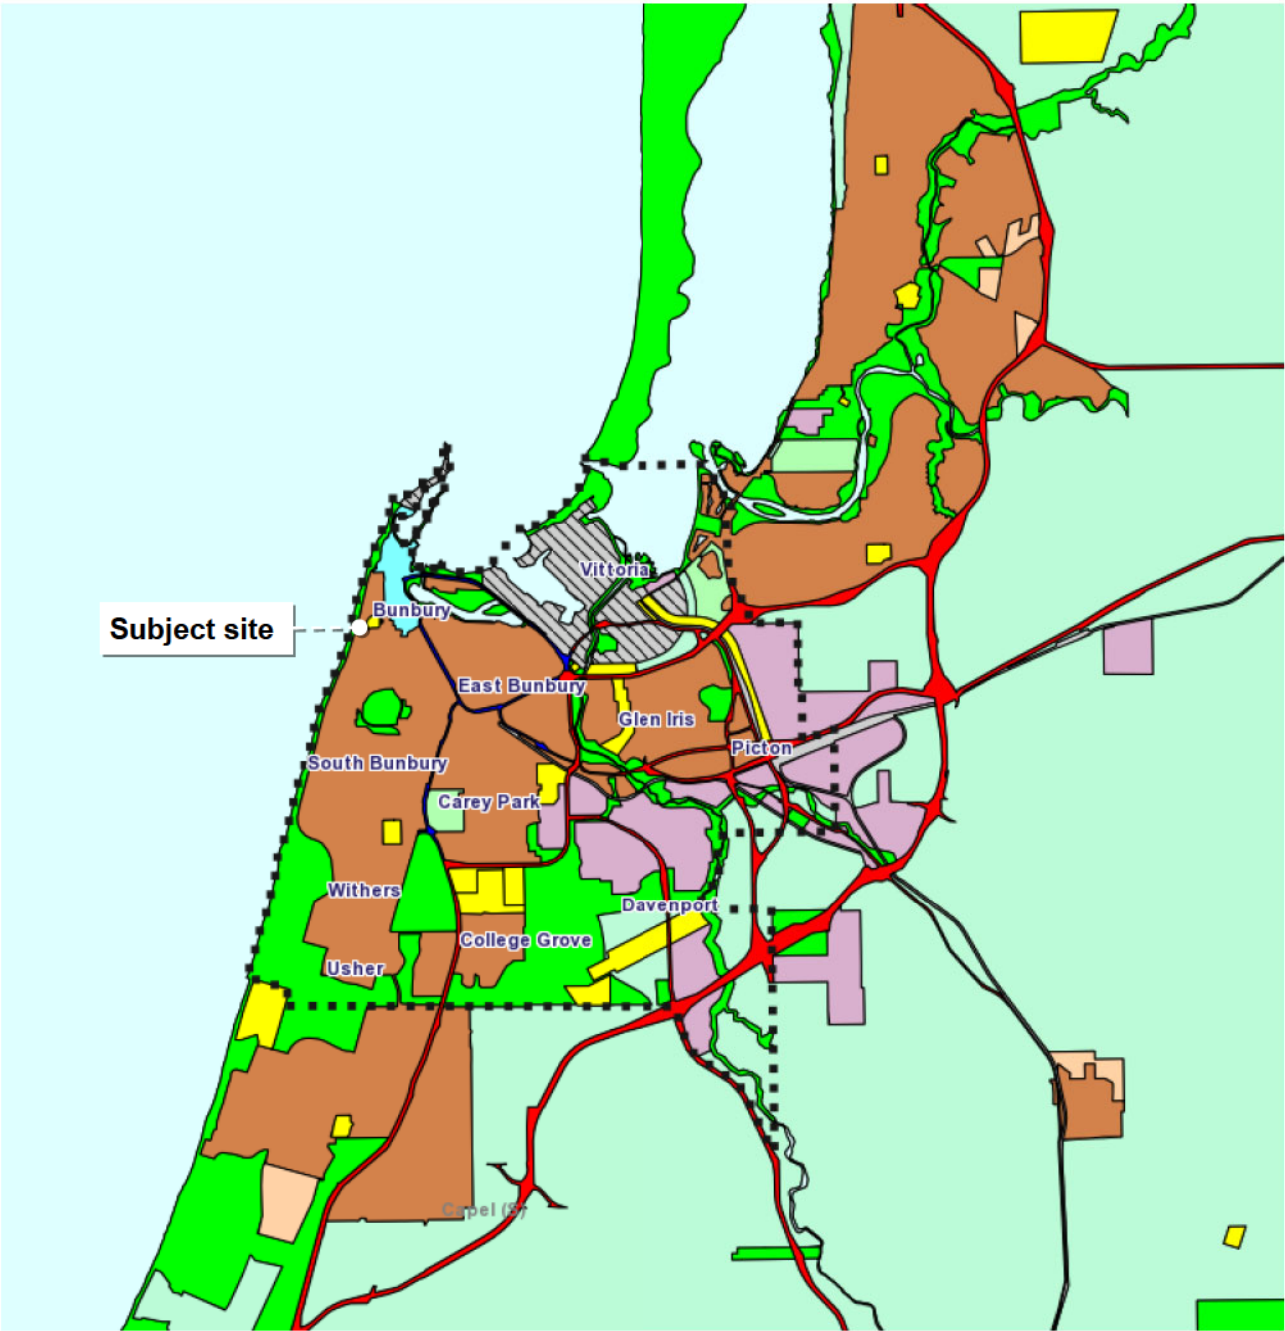 Vittoria
Bunbury
Subject site
East Bunbury
Glen Iris
Picton
South Bunbury
Carey Park
Withers
Davenport
College Grove
Usher
Capel (S)